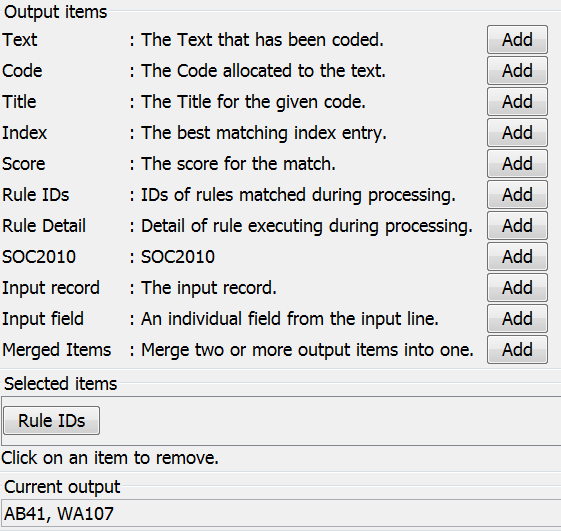 Output items
Text : The Text that has been coded. Add
Code : The Code allocated to the text. Add
Title : The Title for the given code. Add
Index : The best matching index entry. Add
Score : The score for the match. Add
Rule IDs : IDs of rules matched during processing. Add
Rule Detail : Detail of rule executing during processing. Add
SOC2010 : SOC2010 Add
Input record : The input record. Add
Input field : An individual field from the input line. Add
Merged Items : Merge two or more output items into one. Add
Selected items
Rule IDs
Click on an item to remove.
Current output
AB41, WA107